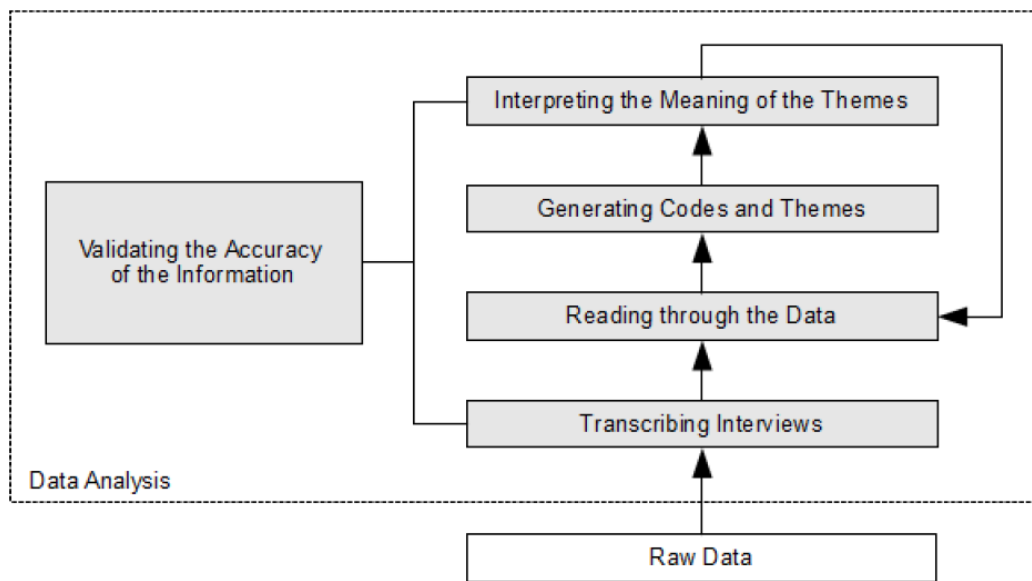 Interpreting the Meaning of the Themes
Generating Codes and Themes
Validating the Accuracy
of the Information
Reading through the Data
Transcribing Interviews
Data Analysis
Raw Data